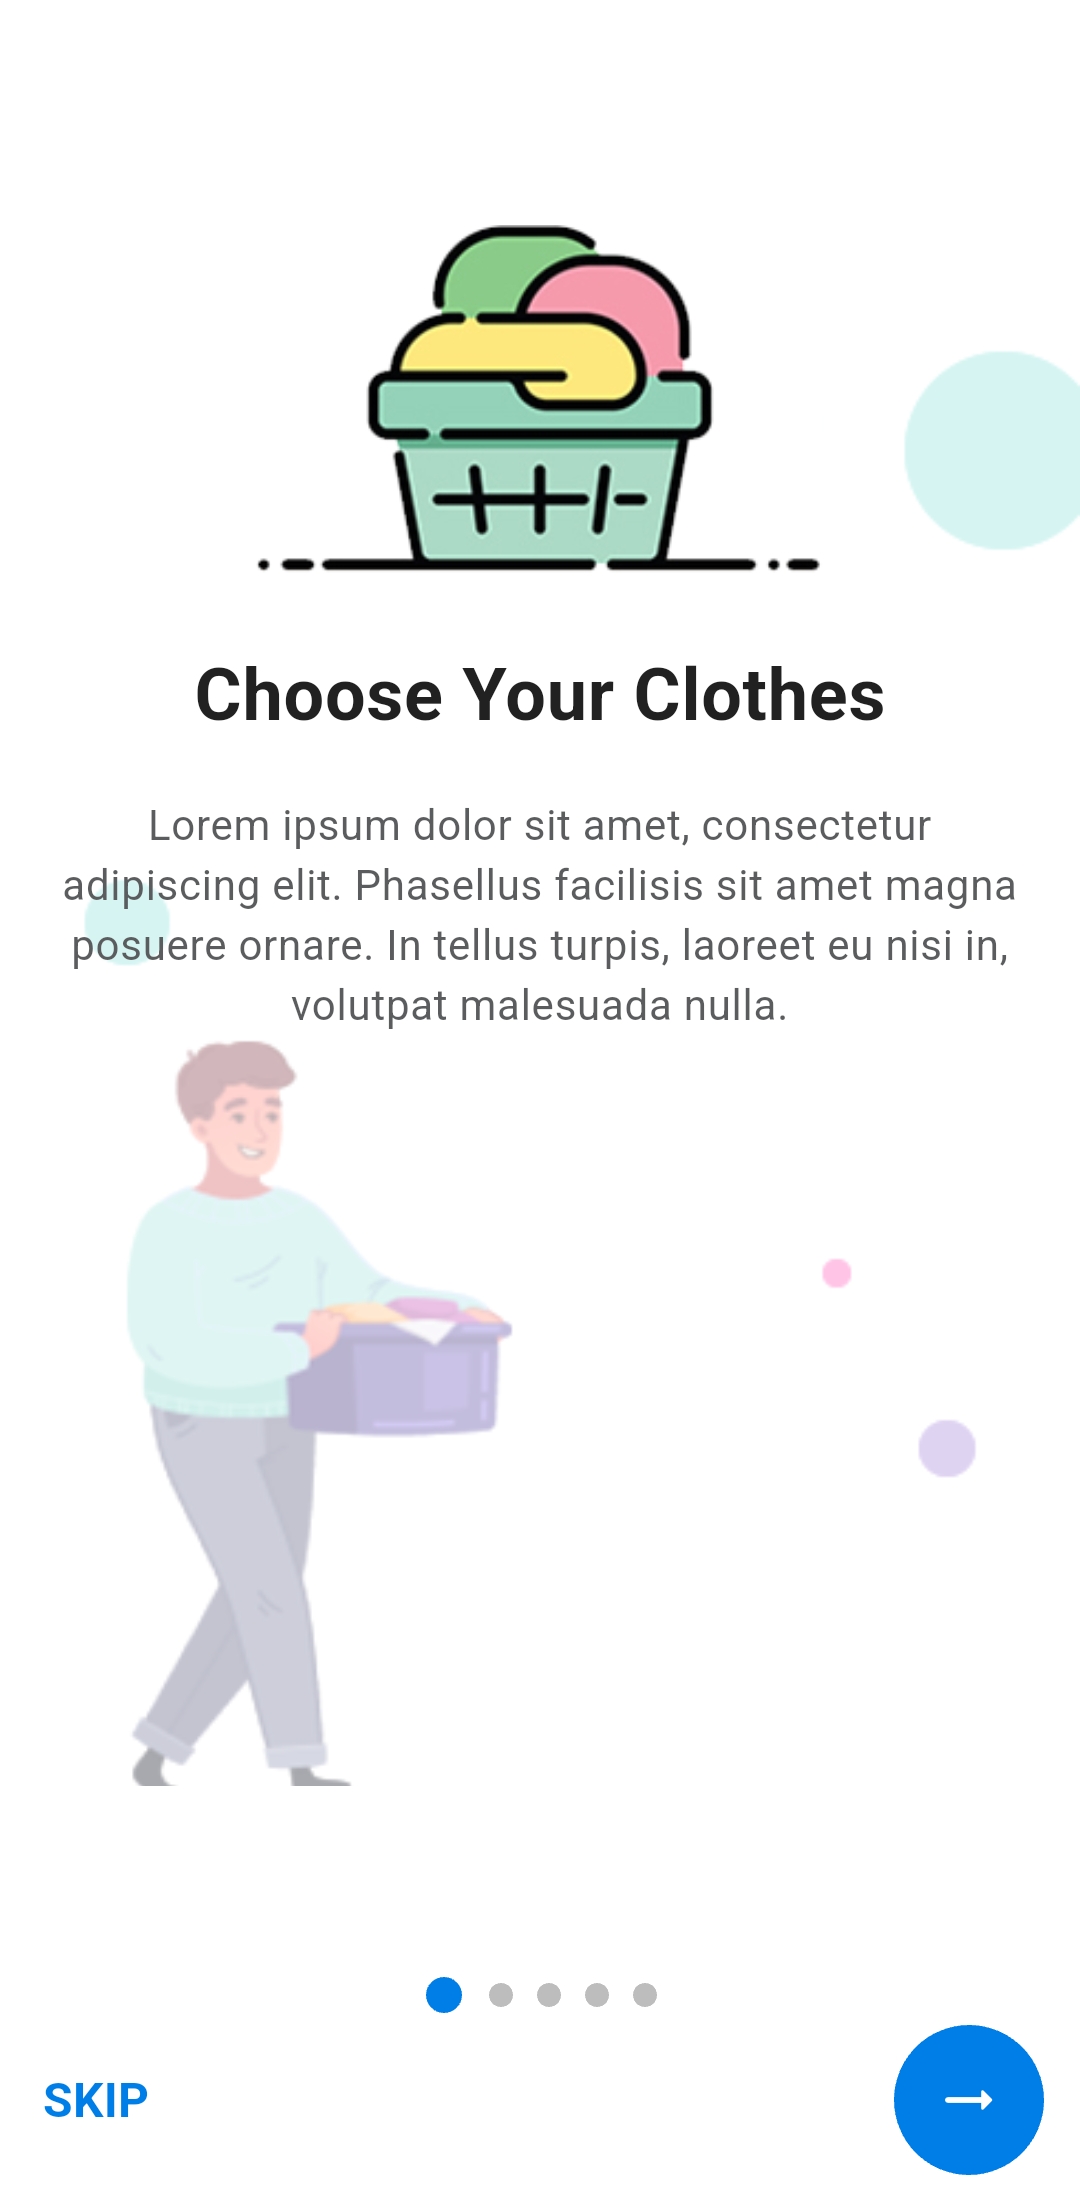 Choose Your Clothes
Lorem ipsum dolor sit amet, consectetur
adipiscing elit. Phasellus facilisis sit amet magna
posuere ornare. In tellus turpis, laoreet eu nisi in,
volutpat malesuada nulla.
SKIP